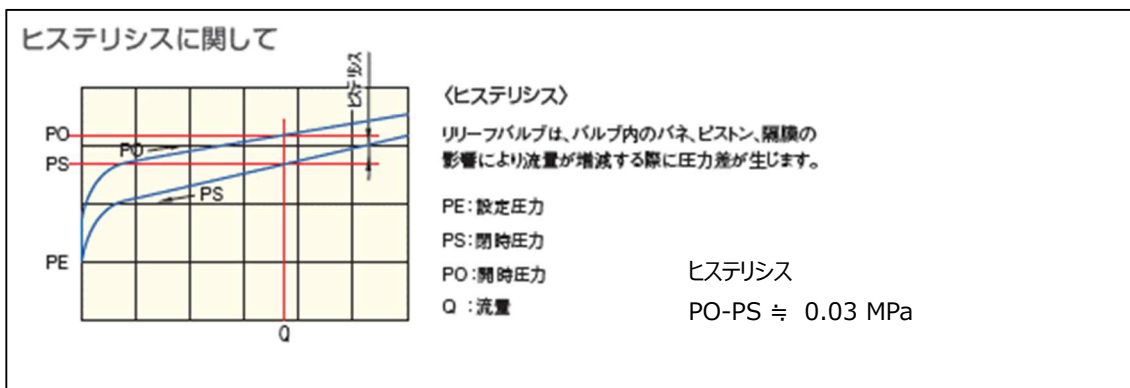 ヒステリシスに関して
ヒステリシス
PO
PO
PS
PS
PE
Q
〈ヒステリシス〉
リリーフバルブは、バルブ内のバネ、ピストン、隔膜の
影響により流量が増減する際に圧力差が生じます。
PE:設定圧力
PS:閉時圧力
PO:開時圧力
Q :流量
ヒステリシス
PO-PS ≒ 0.03 MPa